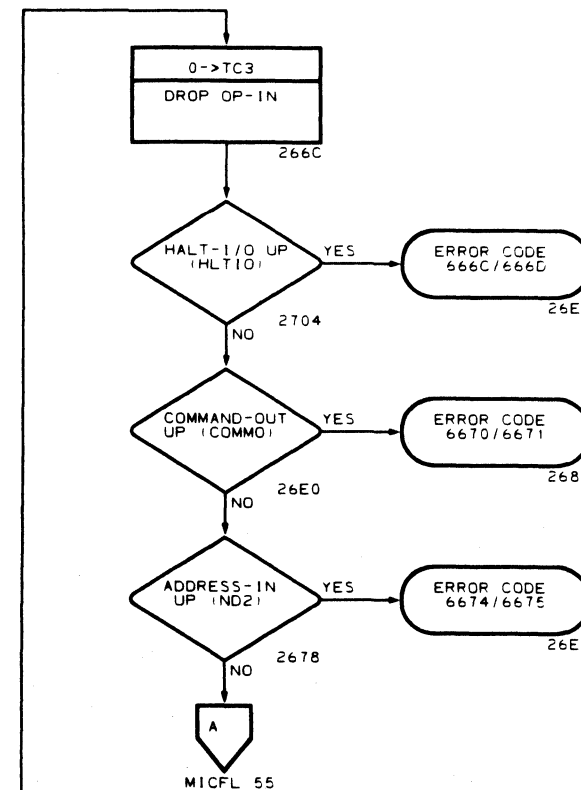 0->TC3
DROP OP-IN
266C
HALT-I/O UP
(HLTIO)
YES
ERROR CODE
666C/666D
26E
2704
NO
COMMAND-OUT
UP (COMMO)
YES
ERROR CODE
6670/6671
268
26E0
NO
ADDRESS-IN
UP (ND2)
YES
ERROR CODE
6674/6675
26E
2678
NO
A
MICFL 55